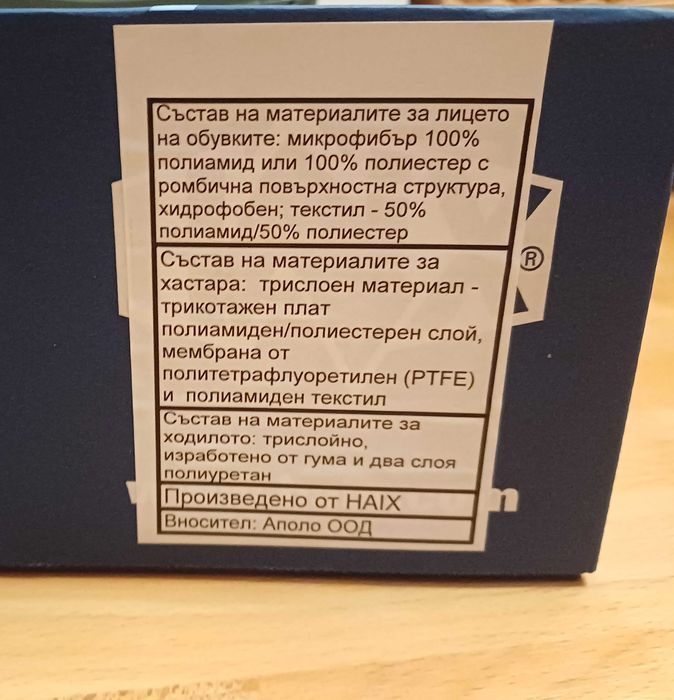 Състав на материалите за лицето
на обувките: микрофибър 100%
полиамид или 100% полиестер с
ромбична повърхностна структура,
хидрофобен; текстил - 50%
полиамид/50% полиестер
Състав на материалите за
хастара: трислоен материал -
трикотажен плат
полиамиден/полиестерен слой,
мембрана от
политетрафлуоретилен (PTFE)
и полиамиден текстил
Състав на материалите за
ходилото: трислойно,
изработено от гума и два слоя
полиуретан
Произведено от HAIX
Вносител: Аполо ООД
®